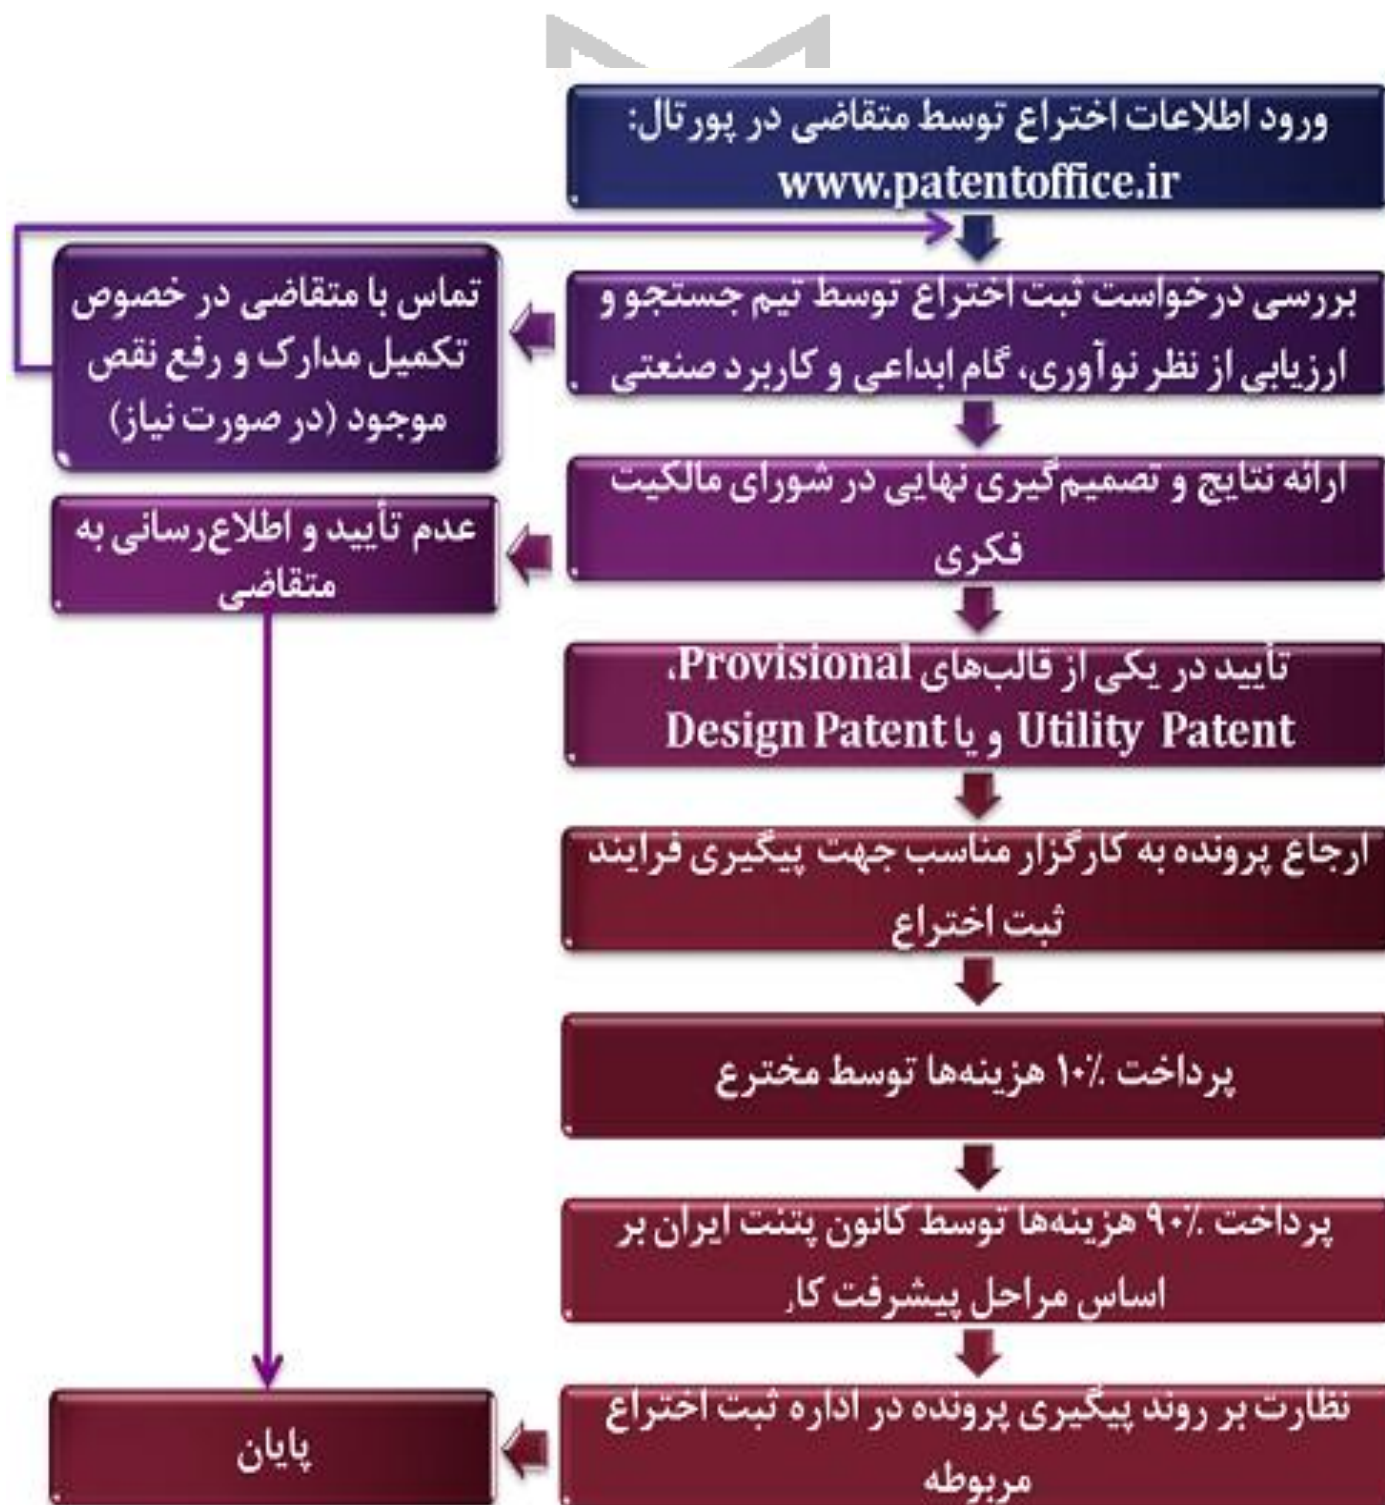 ورود اطلاعات اختراع توسط متقاضی در پورتال:
www.patentoffice.ir
بررسی درخواست ثبت اختراع توسط تیم جستجو و
ارزیابی از نظر نوآوری، گام ابداعی و کاربرد صنعتی
تماس با متقاضی در خصوص
تکمیل مدارک و رفع نقص
موجود (در صورت نیاز)
ارائه نتایج و تصمیم‌گیری نهایی در شورای مالکیت
فکری
عدم تأیید و اطلاع‌رسانی به
متقاضی
تأیید در یکی از قالب‌های Provisional،
Utility Patent و یا Design Patent
ارجاع پرونده به کارگزار مناسب جهت پیگیری فرایند
ثبت اختراع
پرداخت ۱۰٪ هزینه‌ها توسط مخترع
پرداخت ۹۰٪ هزینه‌ها توسط کانون پتنت ایران بر
اساس مراحل پیشرفت کار
نظارت بر روند پیگیری پرونده در اداره ثبت اختراع
مربوطه
پایان